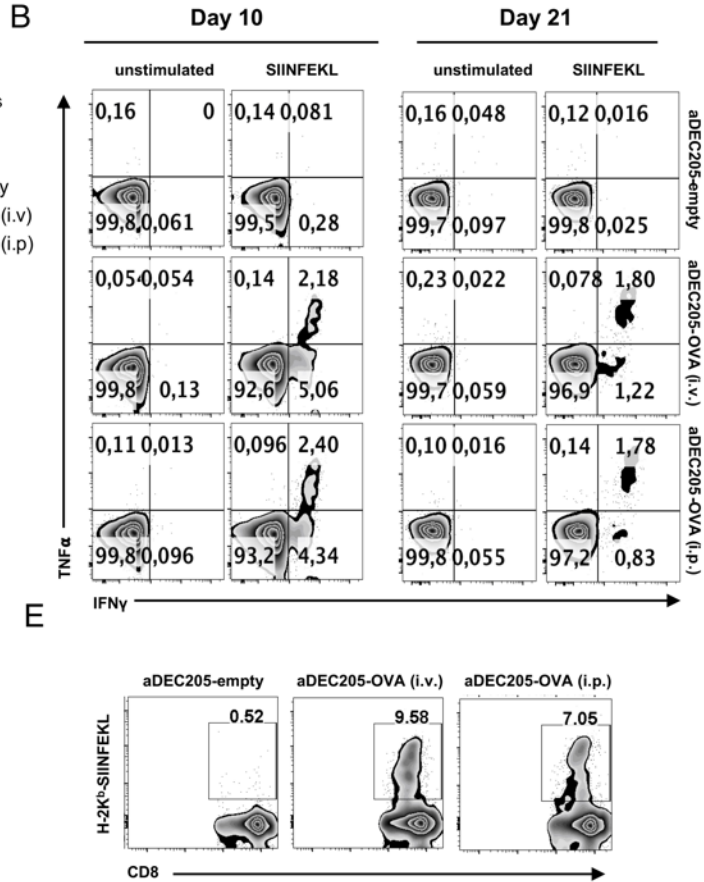 B
Day 10
Day 21
unstimulated
SIINFEKL
unstimulated
SIINFEKL
s
y
(i.v)
(i.p)
0,16 0
0,14 0,081
0,16 0,048
0,12 0,016
99,8 0,061
99,5 0,28
99,7 0,097
99,8 0,025
aDEC205-empty
0,054 0,054
0,14 2,18
0,23 0,022
0,078 1,80
99,8 0,13
92,6 5,06
99,7 0,059
96,9 1,22
aDEC205-OVA (i.v.)
0,11 0,013
0,096 2,40
0,10 0,016
0,14 1,78
99,8 0,096
93,2 4,34
99,8 0,055
97,2 0,83
aDEC205-OVA (i.p.)
TNFα
IFNγ
E
aDEC205-empty
aDEC205-OVA (i.v.)
aDEC205-OVA (i.p.)
0.52
9.58
7.05
H-2Kᵇ-SIINFEKL
CD8